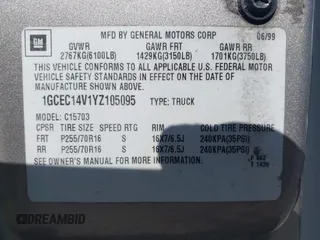 GM
MFD BY GENERAL MOTORS CORP 06/99
GVWR GAWR FRT GAWR RR
2767KG(6100LB) 1429KG(3150LB) 1701KG(3750LB)
THIS VEHICLE CONFORMS TO ALL APPLICABLE
U.S. FEDERAL MOTOR VEHICLE SAFETY
STANDARDS IN EFFECT ON THE DATE OF
MANUFACTURE SHOWN ABOVE.
1GCEC14V1YZ105095 TYPE: TRUCK
MODEL: C15703
CPSR TIRE SIZE SPEED RTG RIM COLD TIRE PRESSURE
FRT P255/70R16 S 16X7/6.5J 240KPA(35PSI)
RR P255/70R16 S 16X7/6.5J 240KPA(35PSI)
SEE OWNER'S MANUAL FOR MORE INFORMATION.
DREAMBID